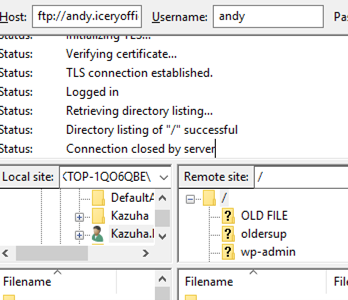 Host: ftp://andy.iceryoffi Username: andy Pa
Status: Initializing TLS...
Status: Verifying certificate...
Status: TLS connection established.
Status: Logged in
Status: Retrieving directory listing...
Status: Directory listing of "/" successful
Status: Connection closed by server
Local site: KTOP-1QO6QBE\ Remote site: /
DefaultA
Kazuha
Kazuha.
/
OLD FILE
oldersup
wp-admin
Filename Filename